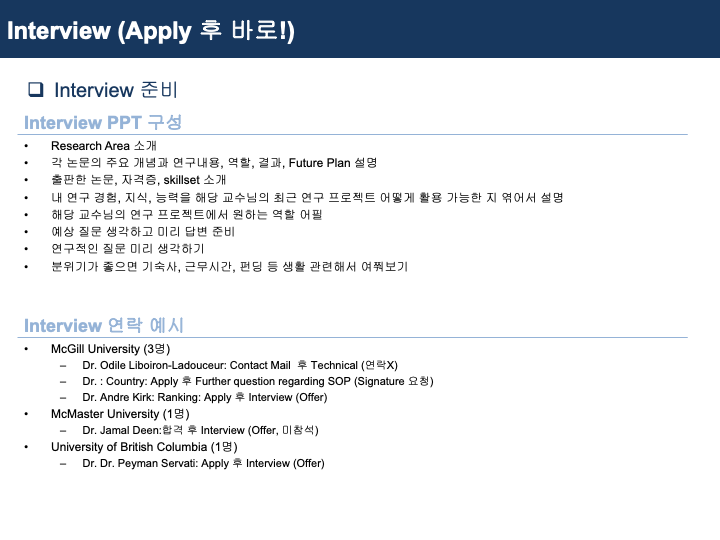 Interview (Apply 후 바로!)
❑ Interview 준비
Interview PPT 구성
• Research Area 소개
• 각 논문의 주요 개념과 연구내용, 역할, 결과, Future Plan 설명
• 출판한 논문, 자격증, skillset 소개
• 내 연구 경험, 지식, 능력을 해당 교수님의 최근 연구 프로젝트 어떻게 활용 가능한 지 엮어서 설명
• 해당 교수님의 연구 프로젝트에서 원하는 역할 어필
• 예상 질문 생각하고 미리 답변 준비
• 연구적인 질문 미리 생각하기
• 분위기가 좋으면 기숙사, 근무시간, 펀딩 등 생활 관련해서 여쭤보기
Interview 연락 예시
• McGill University (3명)
– Dr. Odile Liboiron-Ladouceur: Contact Mail 후 Technical (연락X)
– Dr. : Country: Apply 후 Further question regarding SOP (Signature 요청)
– Dr. Andre Kirk: Ranking: Apply 후 Interview (Offer)
• McMaster University (1명)
– Dr. Jamal Deen:합격 후 Interview (Offer, 미참석)
• University of British Columbia (1명)
– Dr. Dr. Peyman Servati: Apply 후 Interview (Offer)